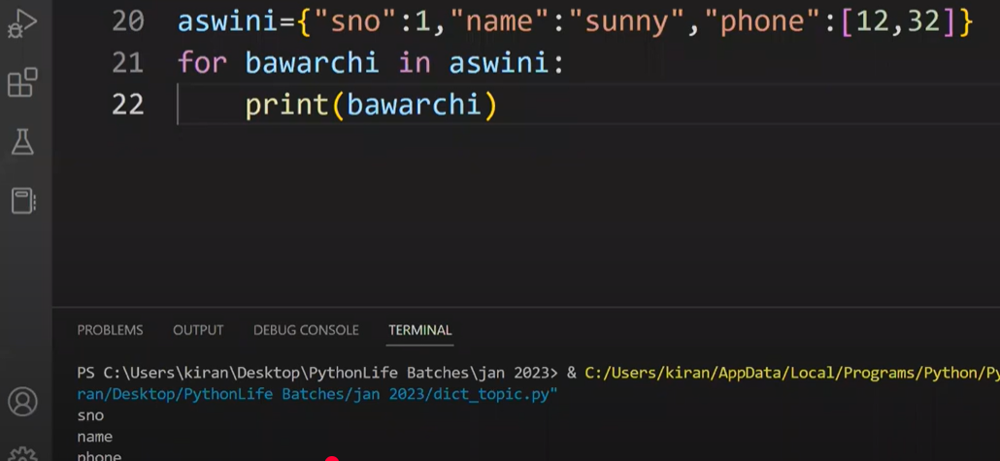 20 aswini={"sno":1,"name":"sunny","phone":[12,32]}
21 for bawarchi in aswini:
22 print(bawarchi)
PROBLEMS OUTPUT DEBUG CONSOLE TERMINAL
PS C:\Users\kiran\Desktop\PythonLife Batches\jan 2023> & C:/Users/kiran/AppData/Local/Programs/Python/Py
ran/Desktop/PythonLife Batches/jan 2023/dict_topic.py"
sno
name
phone